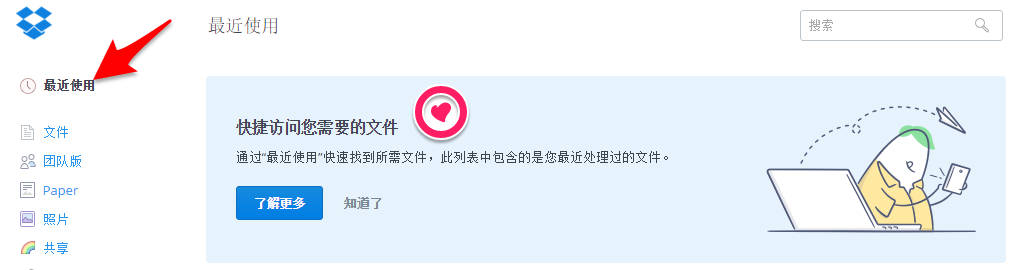 最近使用
搜索
最近使用
文件
团队版
Paper
照片
共享
快捷访问您需要的文件
通过“最近使用”快速找到所需文件，此列表中包含的是您最近处理过的文件。
了解更多
知道了